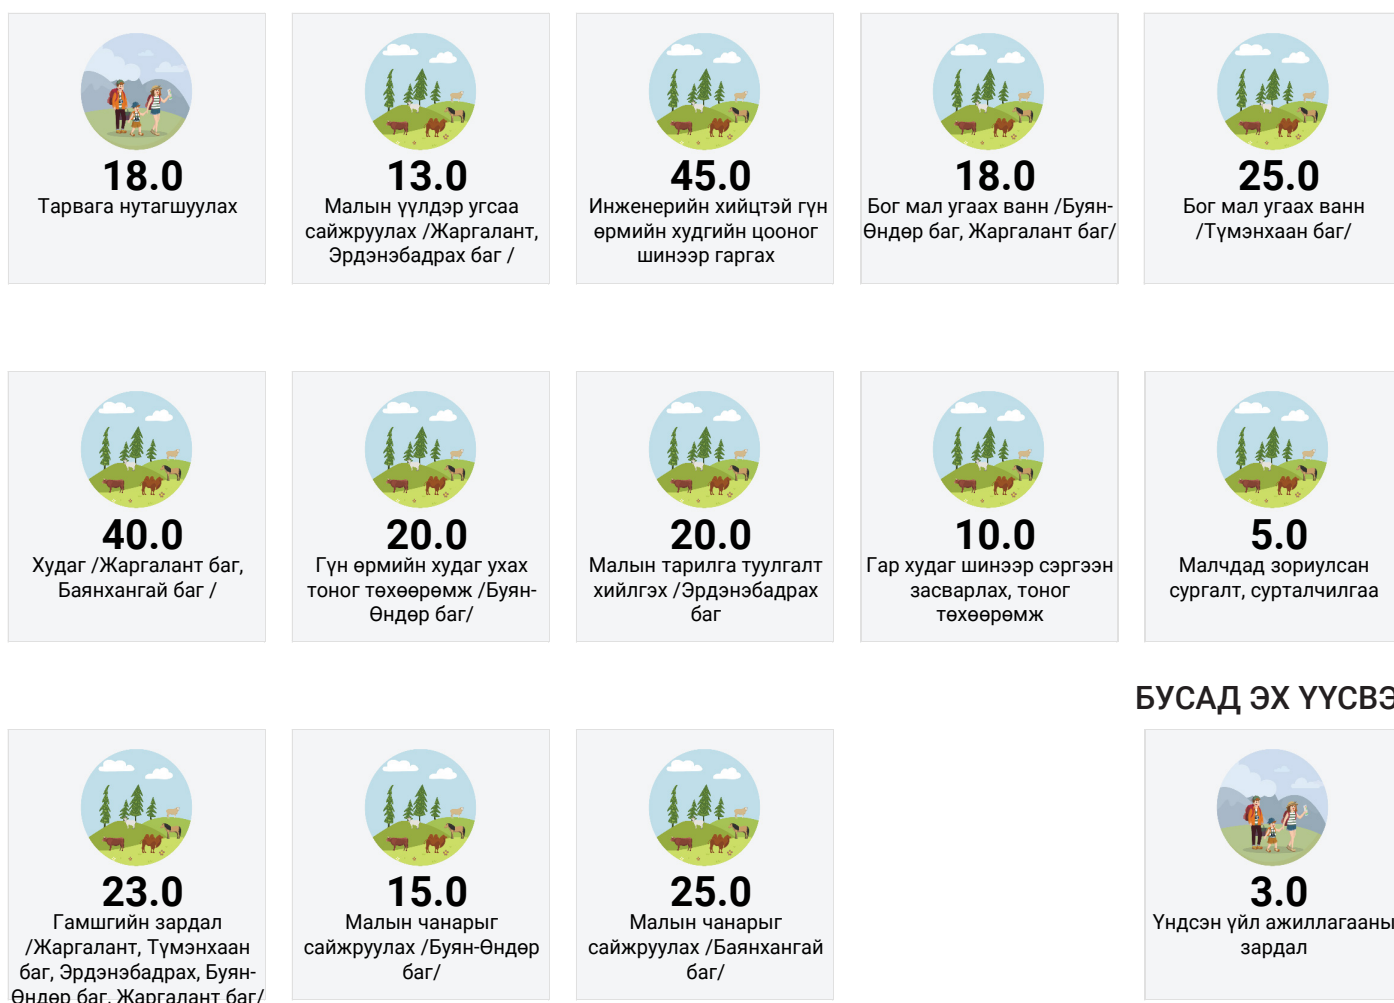 18.0
Тарвага нутагшуулах
13.0
Малын үүлдэр угсаа
сайжруулах /Жаргалант,
Эрдэнэбадрах баг /
45.0
Инженерийн хийцтэй гүн
өрмийн худгийн цооног
шинээр гаргах
18.0
Бог мал угаах ванн /Буян-
Өндөр баг, Жаргалант баг/
25.0
Бог мал угаах ванн
/Түмэнхаан баг/
40.0
Худаг /Жаргалант баг,
Баянхангай баг /
20.0
Гүн өрмийн худаг ухах
тоног төхөөрөмж /Буян-
Өндөр баг/
20.0
Малын тарилга туулгалт
хийлгэх /Эрдэнэбадрах
баг
10.0
Гар худаг шинээр сэргээн
засварлах, тоног
төхөөрөмж
5.0
Малчдад зориулсан
сургалт, сурталчилгаа
БУСАД ЭХ ҮҮСВЭ
23.0
Гамшгийн зардал
/Жаргалант, Түмэнхаан
баг, Эрдэнэбадрах, Буян-
Өндөр баг, Жаргалант баг/
15.0
Малын чанарыг
сайжруулах /Буян-Өндөр
баг/
25.0
Малын чанарыг
сайжруулах /Баянхангай
баг/
3.0
Үндсэн үйл ажиллагааны
зардал